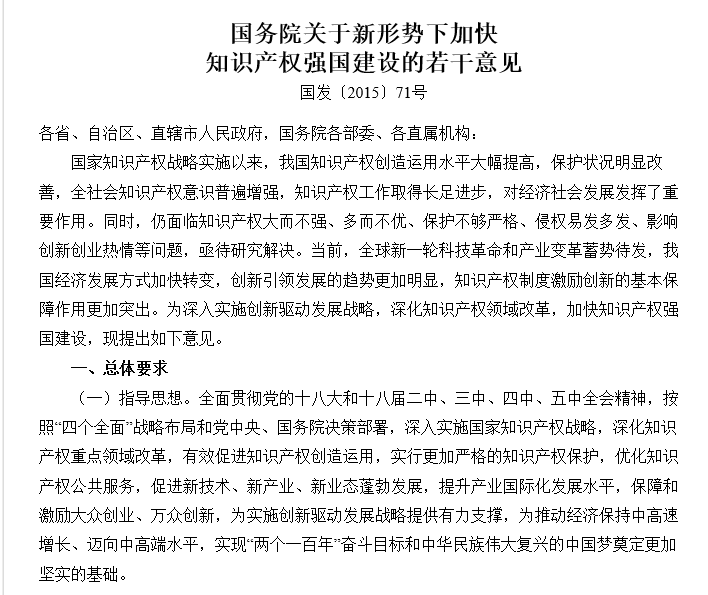 国务院关于新形势下加快
知识产权强国建设的若干意见
国发〔2015〕71号
各省、自治区、直辖市人民政府，国务院各部委、各直属机构：
国家知识产权战略实施以来，我国知识产权创造运用水平大幅提高，保护状况明显改
善，全社会知识产权意识普遍增强，知识产权工作取得长足进步，对经济社会发展发挥了重
要作用。同时，仍面临知识产权大而不强、多而不优、保护不够严格、侵权易发多发、影响
创新创业热情等问题，亟待研究解决。当前，全球新一轮科技革命和产业变革蓄势待发，我
国经济发展方式加快转变，创新引领发展的趋势更加明显，知识产权制度激励创新的基本保
障作用更加突出。为深入实施创新驱动发展战略，深化知识产权领域改革，加快知识产权强
国建设，现提出如下意见。
一、总体要求
（一）指导思想。全面贯彻党的十八大和十八届二中、三中、四中、五中全会精神，按
照“四个全面”战略布局和党中央、国务院决策部署，深入实施国家知识产权战略，深化知识
产权重点领域改革，有效促进知识产权创造运用，实行更加严格的知识产权保护，优化知识
产权公共服务，促进新技术、新产业、新业态蓬勃发展，提升产业国际化发展水平，保障和
激励大众创业、万众创新，为实施创新驱动发展战略提供有力支撑，为推动经济保持中高速
增长、迈向中高端水平，实现“两个一百年”奋斗目标和中华民族伟大复兴的中国梦奠定更加
坚实的基础。